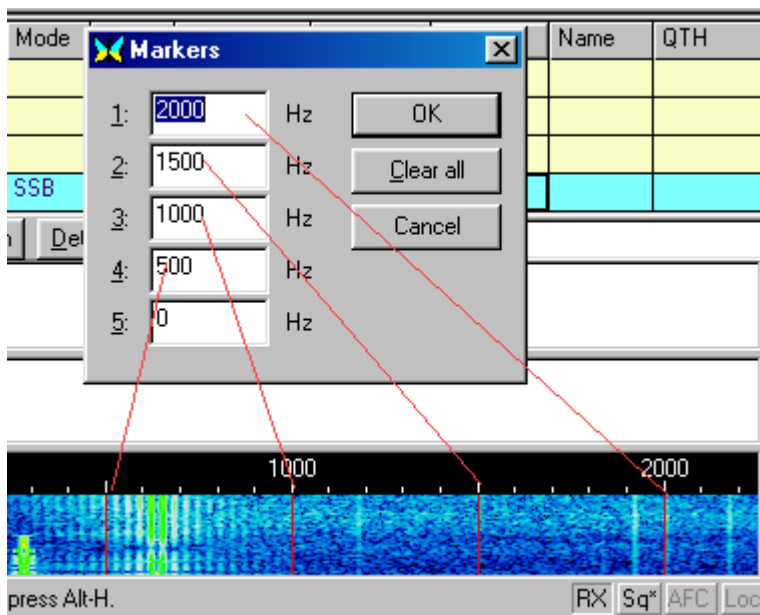 Mode
Name
QTH
Markers
1: 2000 Hz
OK
2: 1500 Hz
Clear all
SSB
3: 1000 Hz
Cancel
4: 500 Hz
5: 0 Hz
1000
2000
press Alt-H.
RX
Sq*
AFC